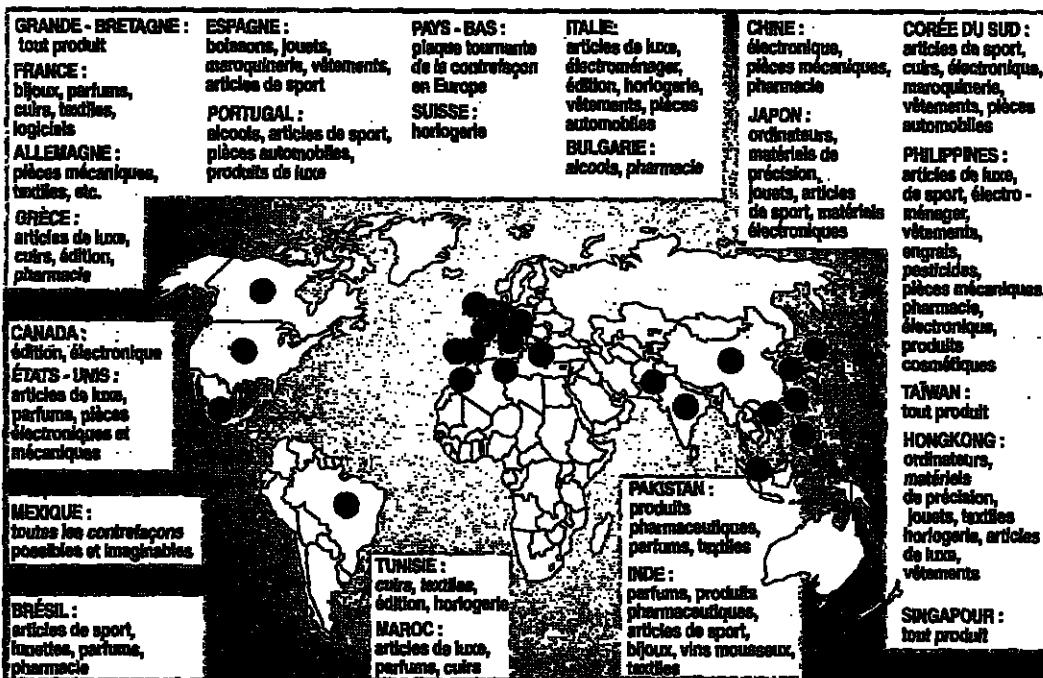 GRANDE - BRETAGNE :
tout produit
FRANCE :
bijoux, parfums,
cuirs, textiles,
logiciels
ALLEMAGNE :
pièces mécaniques,
textiles, etc.
GRÈCE :
articles de luxe,
cuirs, édition,
pharmacie
ESPAGNE :
boissons, jouets,
maroquinerie, vêtements,
articles de sport
PORTUGAL :
alcools, articles de sport,
pièces automobiles,
produits de luxe
PAYS - BAS :
plaque tournante
de la contrefaçon
en Europe
SUISSE :
horlogerie
ITALIE :
articles de luxe,
électroménager,
édition, horlogerie,
vêtements, pièces
automobiles
BULGARIE :
alcools, pharmacie
CHINE :
électronique,
pièces mécaniques,
pharmacie
JAPON :
ordinateurs,
matériels de
précision,
jouets, articles
de sport, matériels
électroniques
CORÉE DU SUD :
articles de sport,
cuirs, électronique,
maroquinerie,
vêtements, pièces
automobiles
PHILIPPINES :
articles de luxe,
de sport, électro -
ménager,
vêtements,
engrais,
pesticides,
pièces mécaniques,
pharmacie,
électronique,
produits
cosmétiques
TAÏWAN :
tout produit
HONGKONG :
ordinateurs,
matériels
de précision,
jouets, textiles
horlogerie, articles
de luxe,
vêtements
SINGAPOUR :
tout produit
CANADA :
édition, électronique
ÉTATS - UNIS :
articles de luxe,
parfums, pièces
électroniques et
mécaniques
MEXIQUE :
toutes les contrefaçons
possibles et imaginables
BRÉSIL :
articles de sport,
lunettes, parfums,
pharmacie
TUNISIE :
cuirs, textiles,
édition, horlogerie
MAROC :
articles de luxe,
parfums, cuirs
PAKISTAN :
produits
pharmaceutiques,
parfums, textiles
INDE :
parfums, produits
pharmaceutiques,
articles de sport,
bijoux, vins mousseux,
textiles